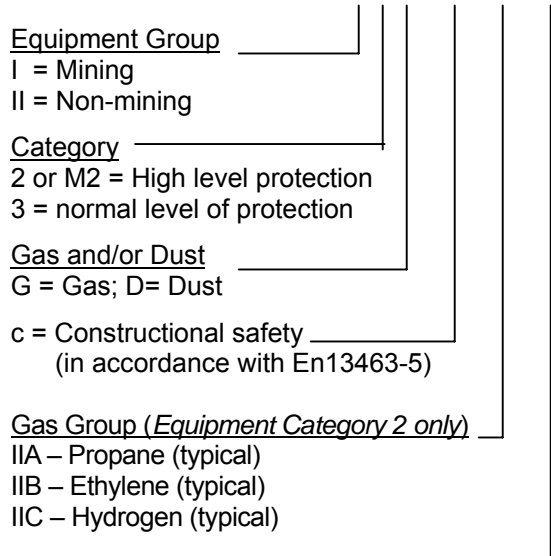 Equipment Group
I = Mining
II = Non-mining
Category
2 or M2 = High level protection
3 = normal level of protection
Gas and/or Dust
G = Gas; D= Dust
c = Constructional safety
(in accordance with En13463-5)
Gas Group (Equipment Category 2 only)
IIA – Propane (typical)
IIB – Ethylene (typical)
IIC – Hydrogen (typical)